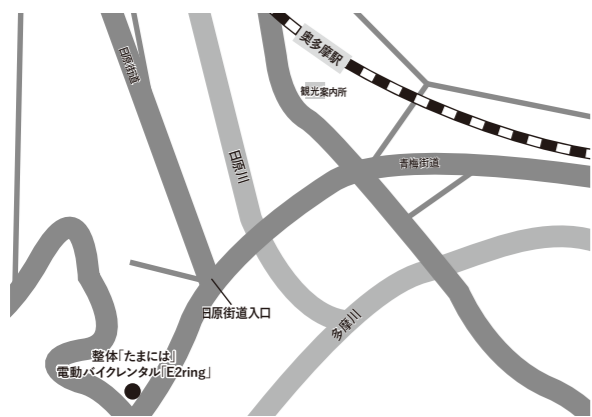 奥多摩駅
観光案内所
日原街道
日原川
青梅街道
日原街道入口
多摩川
整体「たまには」
電動バイクレンタル「E2ring」